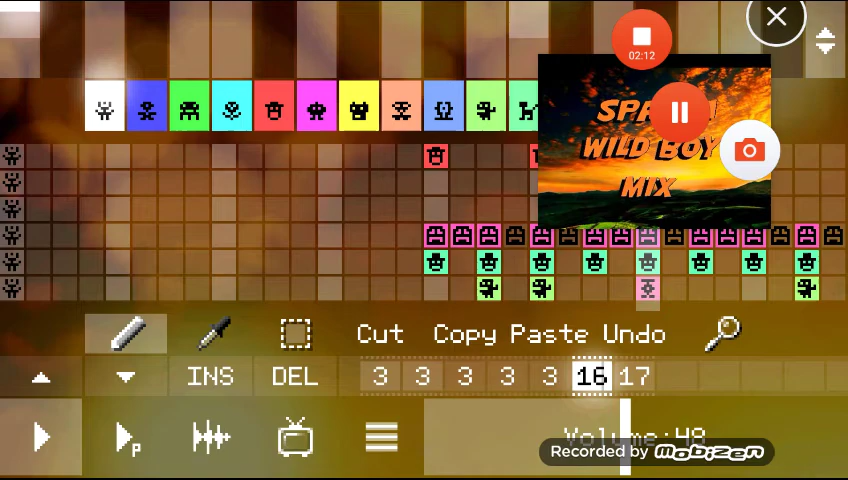 02:12
WILD BOY
MIX
Cut Copy Paste Undo
INS DEL 3 3 3 3 3 16 17
Volume:48
Recorded by mobizen